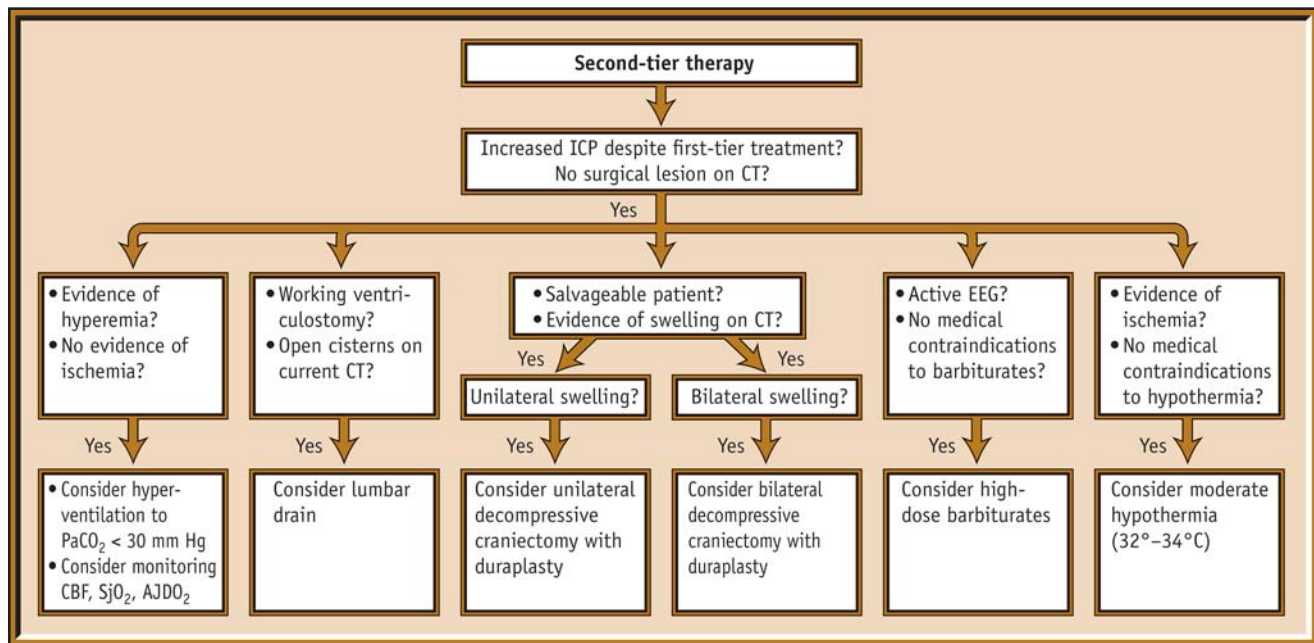 Second-tier therapy
Increased ICP despite first-tier treatment?
No surgical lesion on CT?
Yes
• Evidence of
hyperemia?
• No evidence of
ischemia?
Yes
• Consider hyper-
ventilation to
PaCO₂ < 30 mm Hg
• Consider monitoring
CBF, SjO₂, AJDO₂
• Working ventri-
culostomy?
• Open cisterns on
current CT?
Yes
Consider lumbar
drain
• Salvageable patient?
• Evidence of swelling on CT?
Yes
Yes
Unilateral swelling?
Yes
Consider unilateral
decompressive
craniectomy with
duraplasty
Bilateral swelling?
Yes
Consider bilateral
decompressive
craniectomy with
duraplasty
• Active EEG?
• No medical
contraindications
to barbiturates?
Yes
Consider high-
dose barbiturates
• Evidence of
ischemia?
• No medical
contraindications
to hypothermia?
Yes
Consider moderate
hypothermia
(32°–34°C)